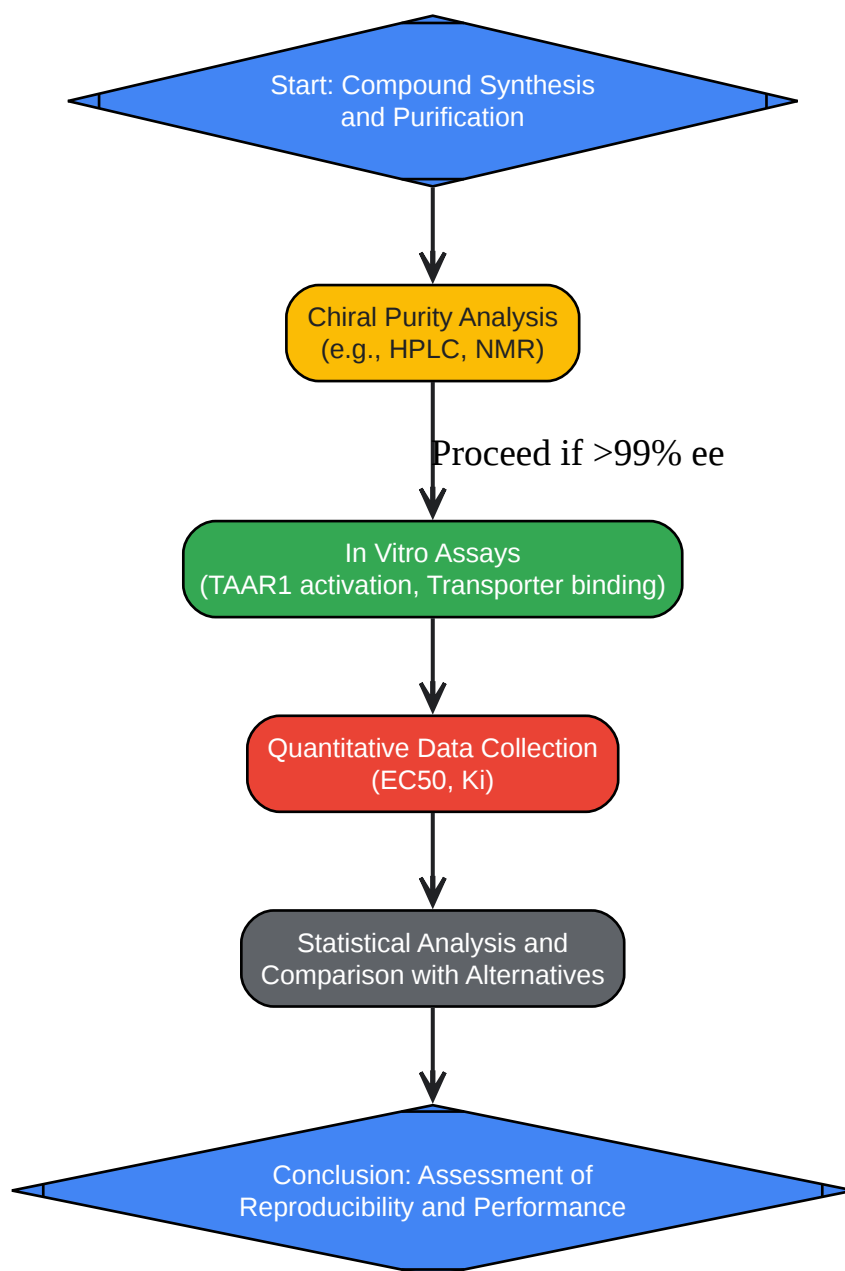 Start: Compound Synthesis
and Purification
Chiral Purity Analysis
(e.g., HPLC, NMR)
Proceed if >99% ee
In Vitro Assays
(TAAR1 activation, Transporter binding)
Quantitative Data Collection
(EC50, Ki)
Statistical Analysis and
Comparison with Alternatives
Conclusion: Assessment of
Reproducibility and Performance